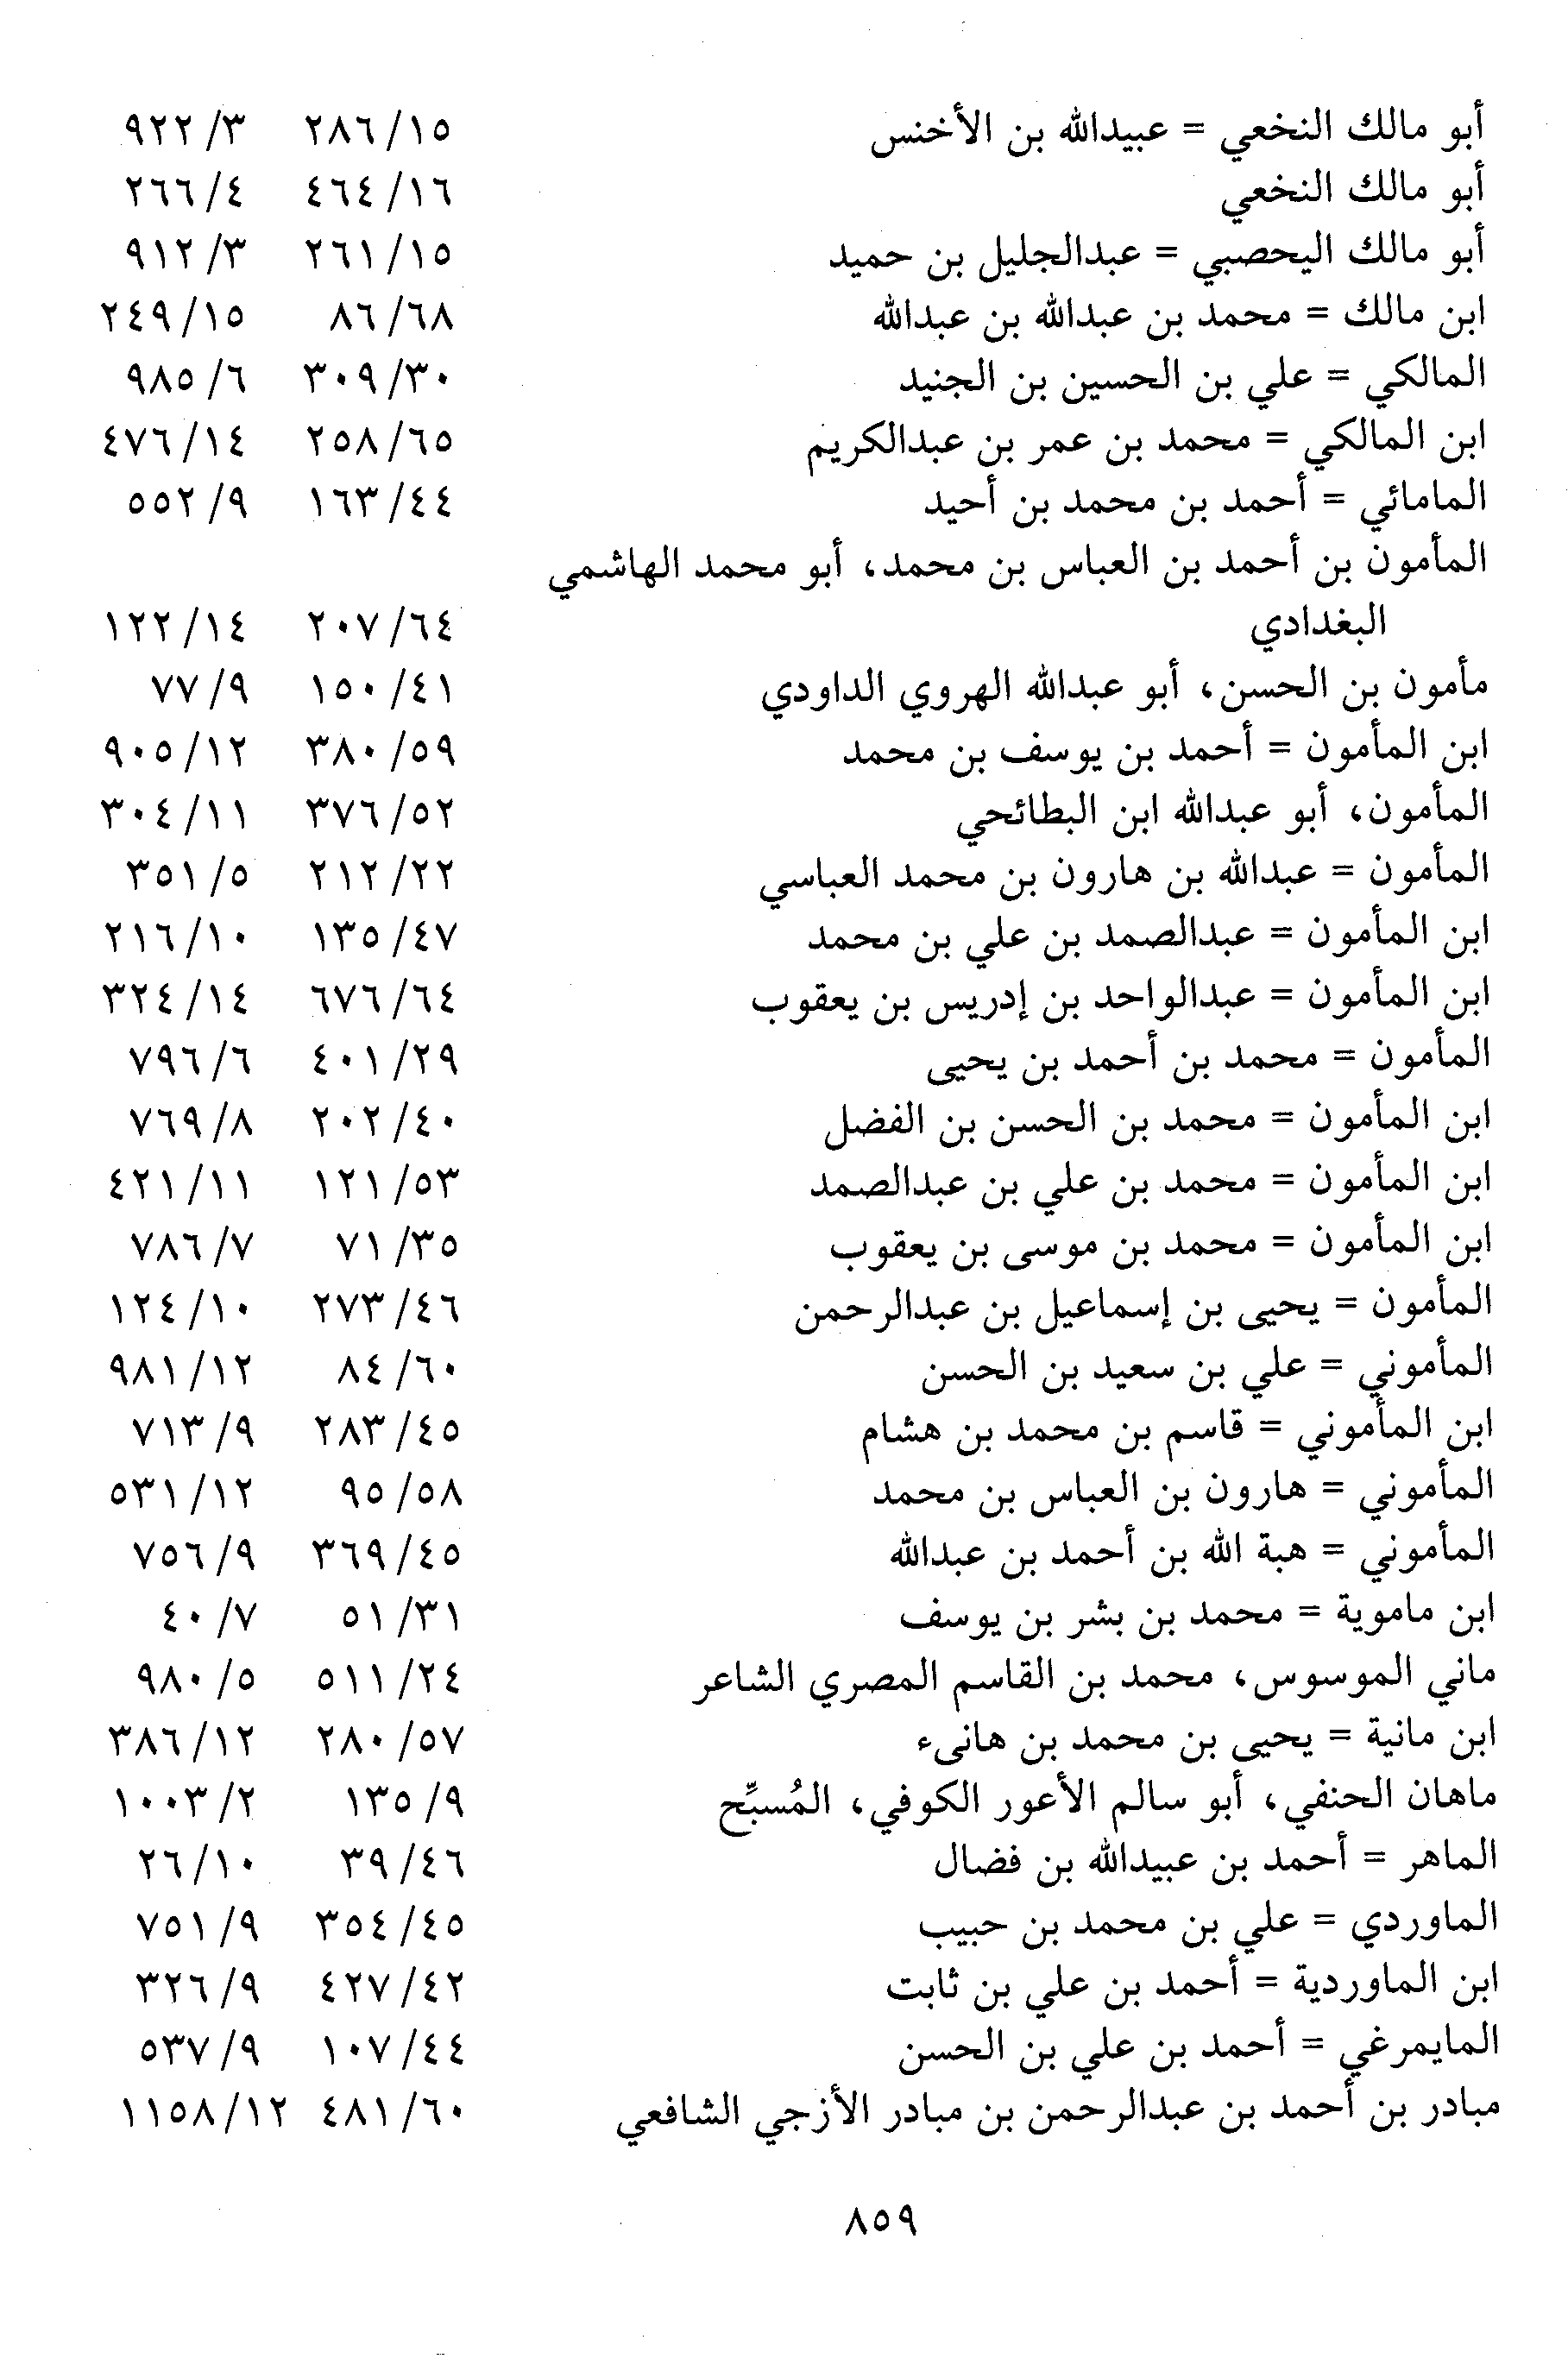 أبو مالك النخعي = عبيدالله بن الأخنس ١٥/ ٢٨٦ ٣/ ٩٢٢
أبو مالك النخعي ١٦/ ٤٦٤ ٤/ ٢٦٦
أبو مالك اليحصبي = عبدالجليل بن حميد ١٥/ ٢٦١ ٣/ ٩١٢
ابن مالك = محمد بن عبدالله بن عبدالله ٦٨/ ٨٦ ١٥/ ٢٤٩
المالكي = علي بن الحسين بن الجنيد ٣٠/ ٣٠٩ ٦/ ٩٨٥
ابن المالكي = محمد بن عمر بن عبدالكريم ٦٥/ ٢٥٨ ١٤/ ٤٧٦
المامائي = أحمد بن محمد بن أحيد ٤٤/ ١٦٣ ٩/ ٥٥٢
المأمون بن أحمد بن العباس بن محمد، أبو محمد الهاشمي
البغدادي ٦٤/ ٢٠٧ ١٤/ ١٢٢
مأمون بن الحسن، أبو عبدالله الهروي الداودي ٤١/ ١٥٠ ٩/ ٧٧
ابن المأمون = أحمد بن يوسف بن محمد ٥٩/ ٣٨٠ ١٢/ ٩٠٥
المأمون، أبو عبدالله ابن البطائحي ٥٢/ ٣٧٦ ١١/ ٣٠٤
المأمون = عبدالله بن هارون بن محمد العباسي ٢٢/ ٢١٢ ٥/ ٣٥١
ابن المأمون = عبدالصمد بن علي بن محمد ٤٧/ ١٣٥ ١٠/ ٢١٦
ابن المأمون = عبدالواحد بن إدريس بن يعقوب ٦٤/ ٦٧٦ ١٤/ ٣٢٤
المأمون = محمد بن أحمد بن يحيى ٢٩/ ٤٠١ ٦/ ٧٩٦
ابن المأمون = محمد بن الحسن بن الفضل ٤٠/ ٢٠٢ ٨/ ٧٦٩
ابن المأمون = محمد بن علي بن عبدالصمد ٥٣/ ١٢١ ١١/ ٤٢١
ابن المأمون = محمد بن موسى بن يعقوب ٣٥/ ٧١ ٧/ ٧٨٦
المأمون = يحيى بن إسماعيل بن عبدالرحمن ٤٦/ ٢٧٣ ١٠/ ١٢٤
المأموني = علي بن سعيد بن الحسن ٦٠/ ٨٤ ١٢/ ٩٨١
ابن المأموني = قاسم بن محمد بن هشام ٤٥/ ٢٨٣ ٩/ ٧١٣
المأموني = هارون بن العباس بن محمد ٥٨/ ٩٥ ١٢/ ٥٣١
المأموني = هبة الله بن أحمد بن عبدالله ٤٥/ ٣٦٩ ٩/ ٧٥٦
ابن ماموية = محمد بن بشر بن يوسف ٣١/ ٥١ ٧/ ٤٠
ماني الموسوس، محمد بن القاسم المصري الشاعر ٢٤/ ٥١١ ٥/ ٩٨٠
ابن مانية = يحيى بن محمد بن هانىء ٥٧/ ٢٨٠ ١٢/ ٣٨٦
ماهان الحنفي، أبو سالم الأعور الكوفي، المُسبِّح ٩/ ١٣٥ ٢/ ١٠٠٣
الماهر = أحمد بن عبيدالله بن فضال ٤٦/ ٣٩ ١٠/ ٢٦
الماوردي = علي بن محمد بن حبيب ٤٥/ ٣٥٤ ٩/ ٧٥١
ابن الماوردية = أحمد بن علي بن ثابت ٤٢/ ٤٢٧ ٩/ ٣٢٦
المايمرغي = أحمد بن علي بن الحسن ٤٤/ ١٠٧ ٩/ ٥٣٧
مبادر بن أحمد بن عبدالرحمن بن مبادر الأزجي الشافعي ٦٠/ ٤٨١ ١٢/ ١١٥٨
٨٥٩